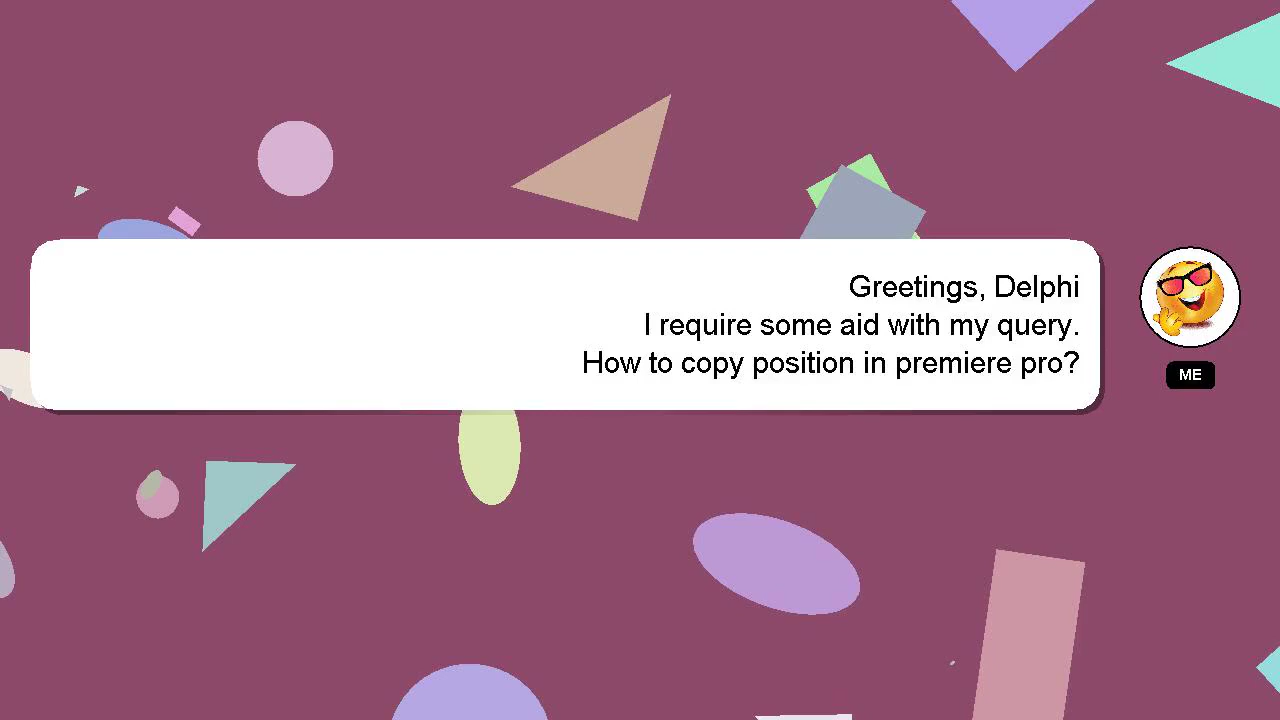 Greetings, Delphi
I require some aid with my query.
How to copy position in premiere pro?
ME